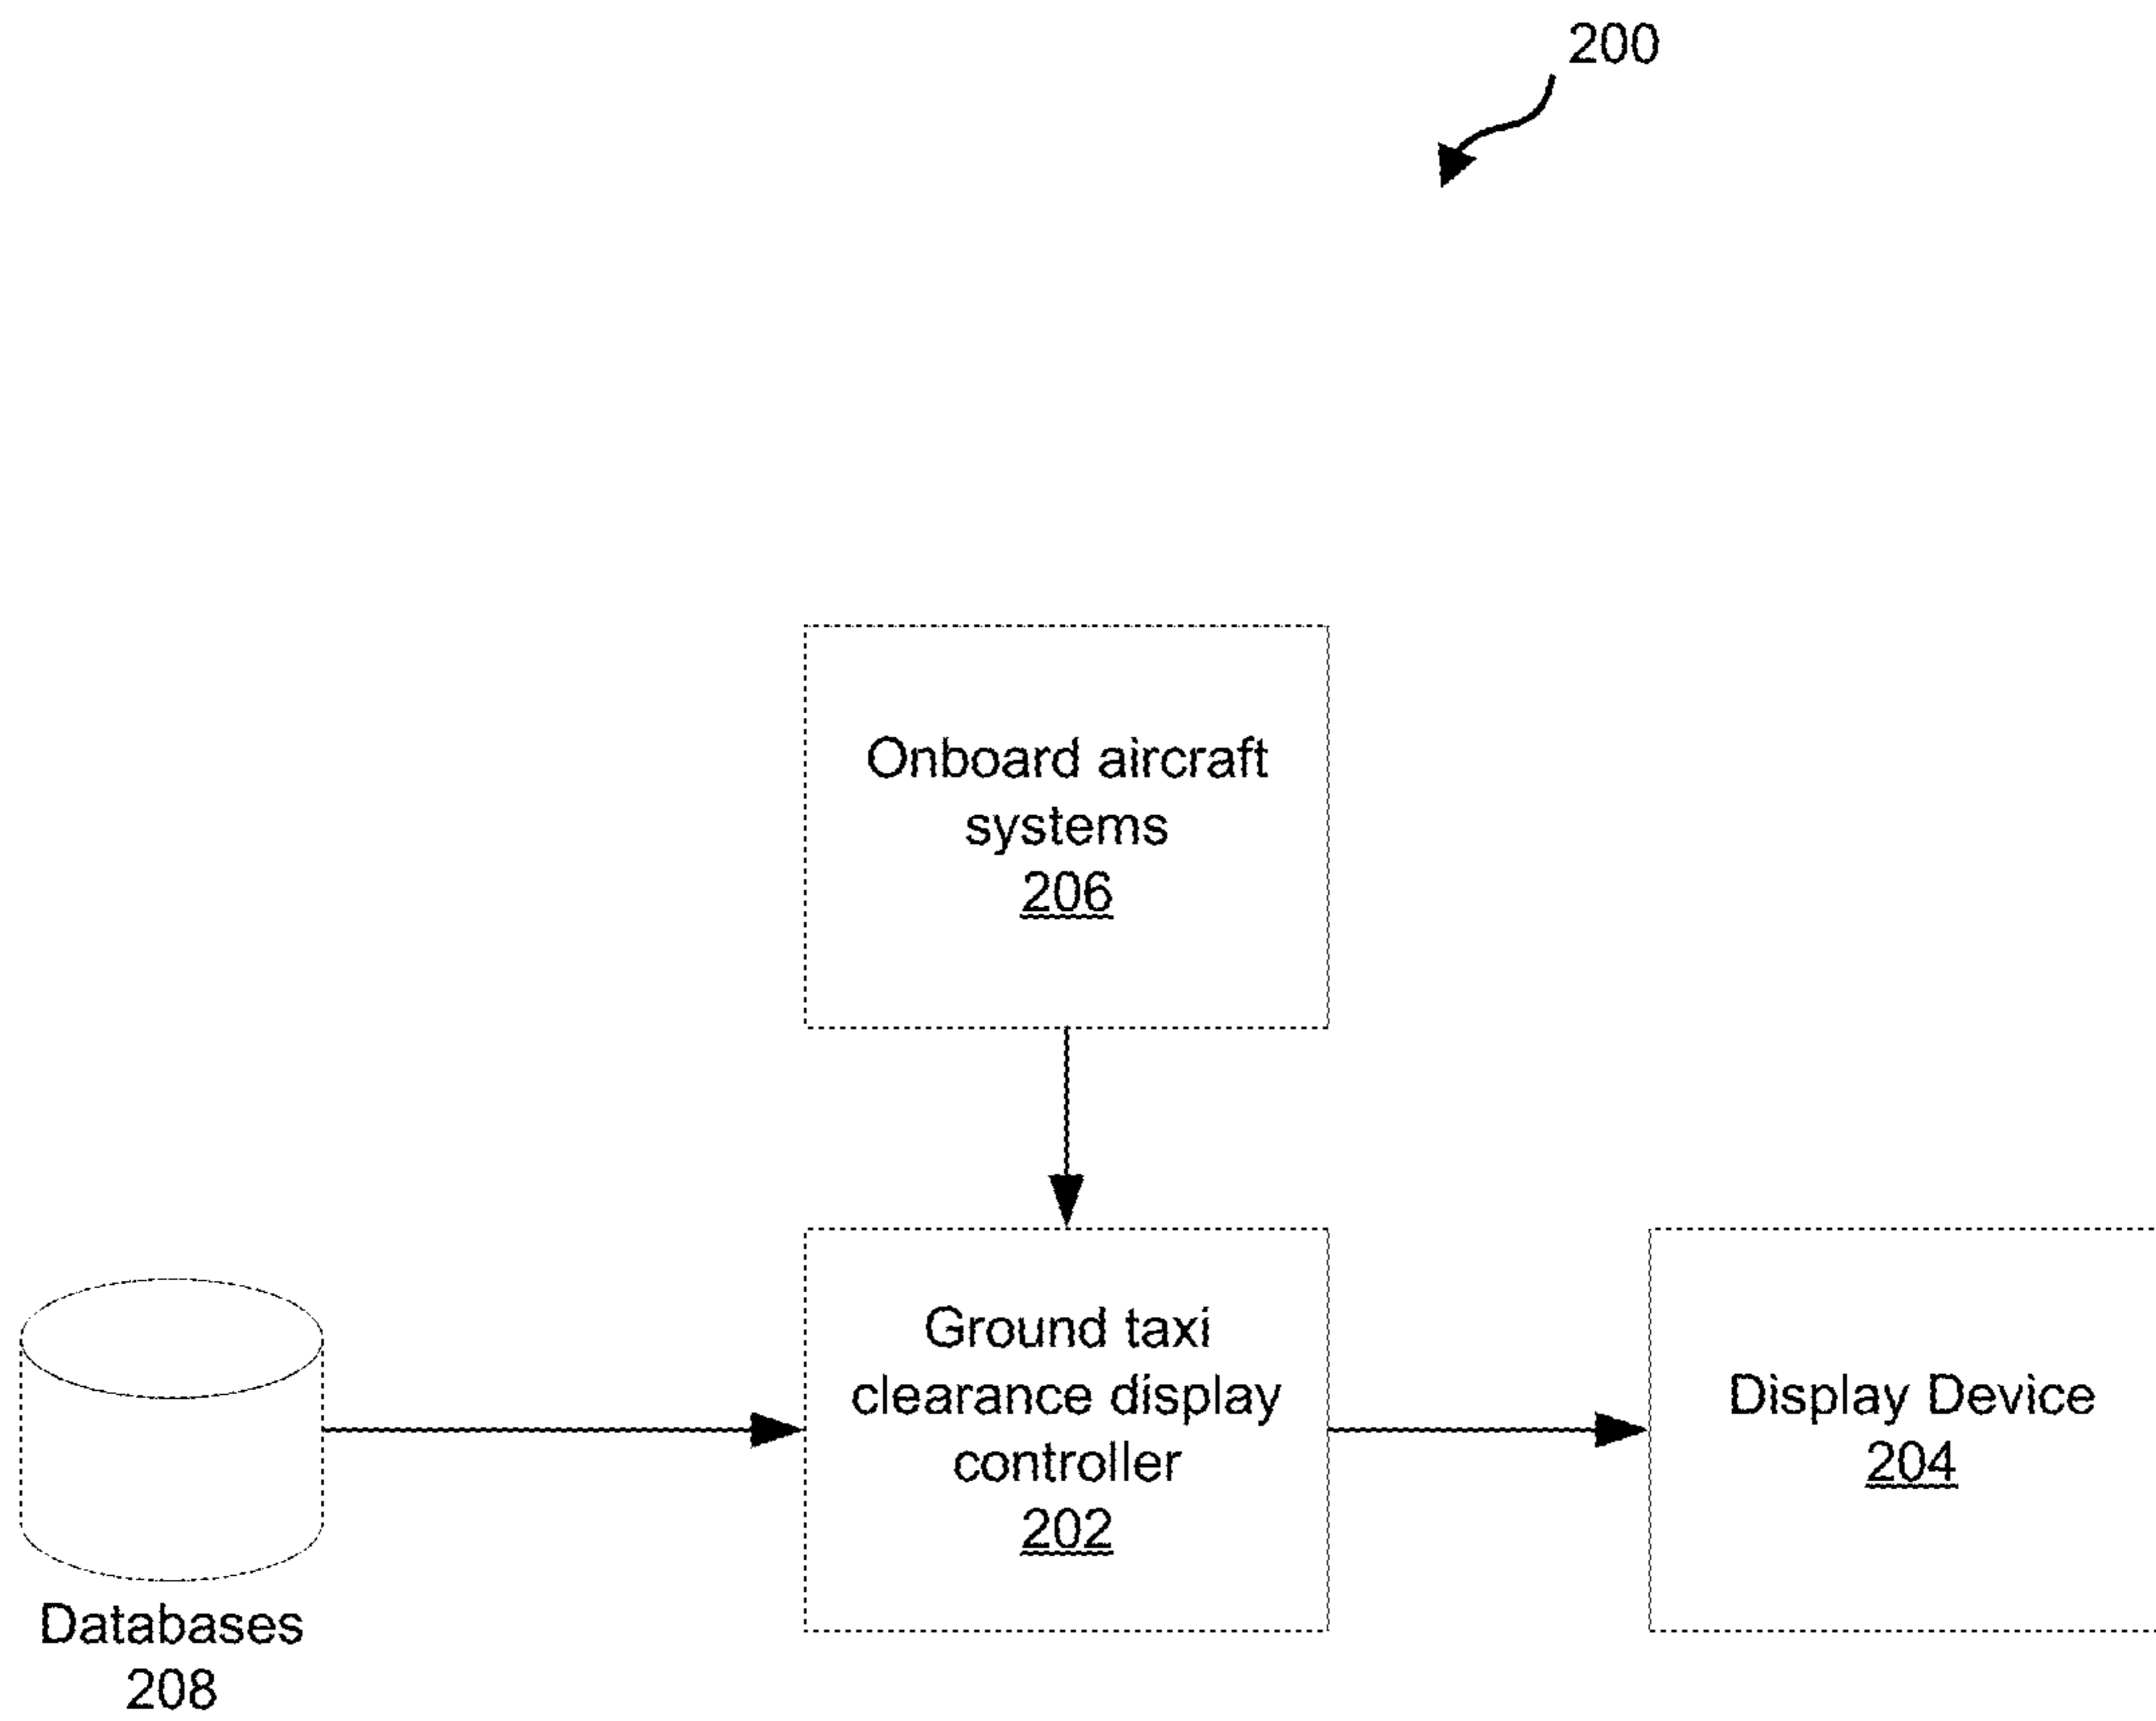 200
Onboard aircraft
systems
206
Ground taxi
clearance display
controller
202
Display Device
204
Databases
208